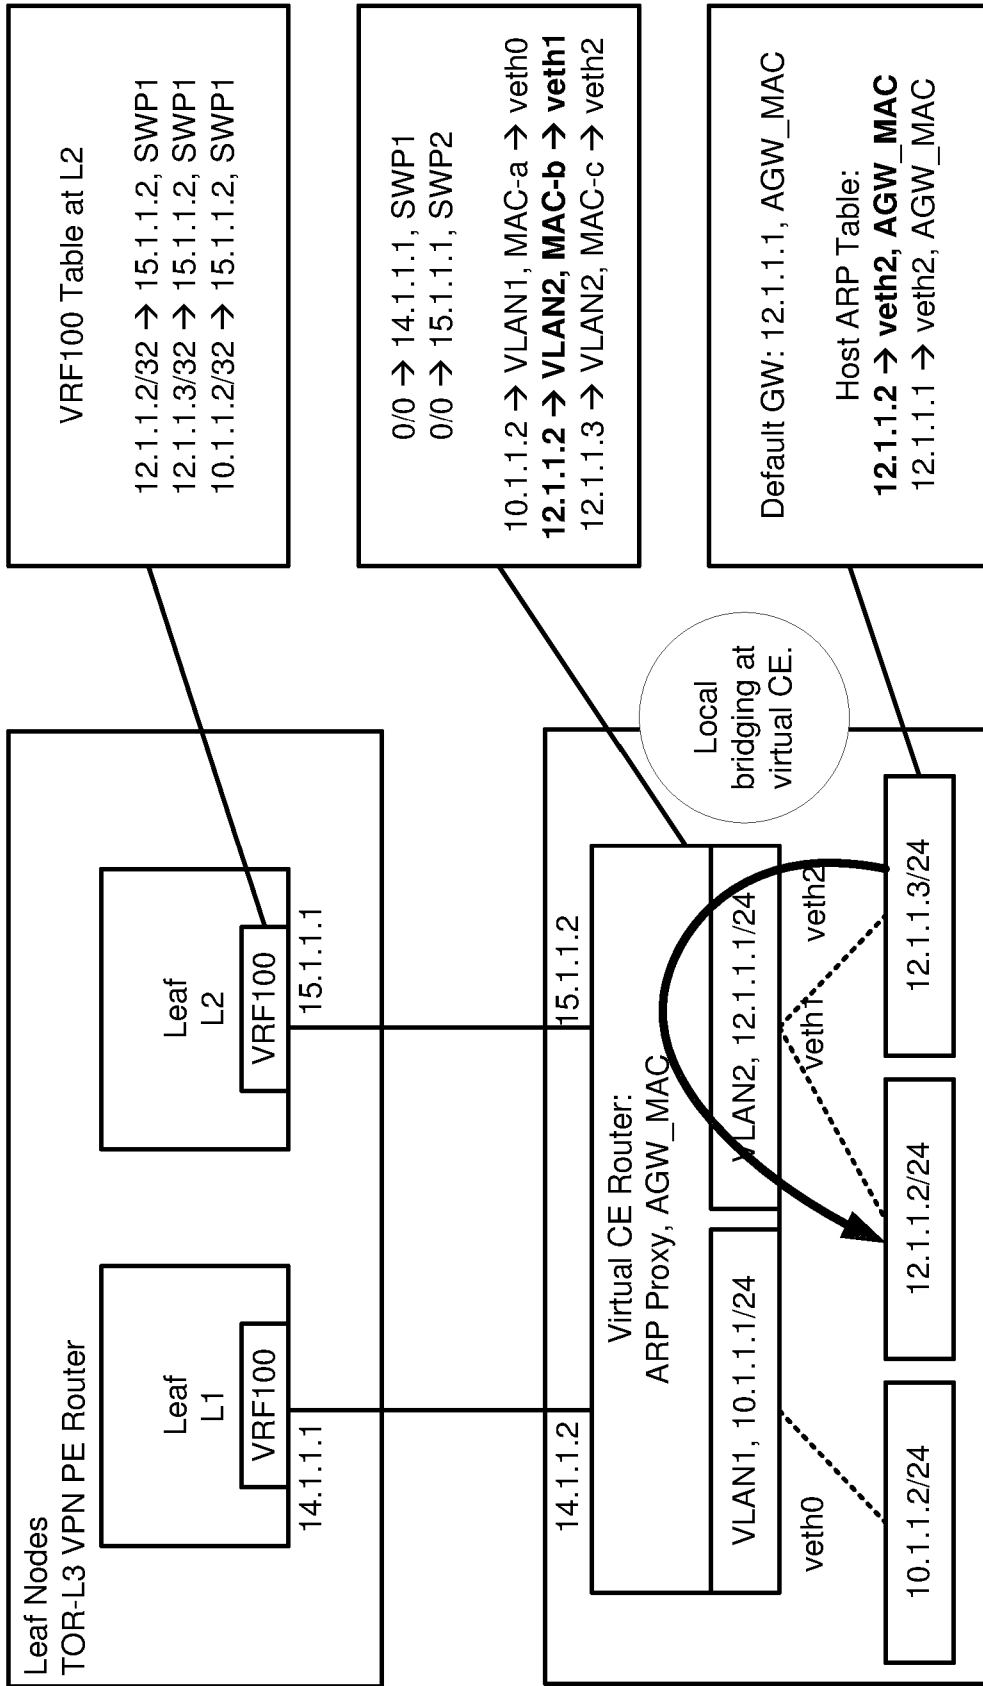 Leaf Nodes
TOR-L3 VPN PE Router
Leaf
L1
VRF100
14.1.1.1
Leaf
L2
VRF100
15.1.1.1
VRF100 Table at L2
12.1.1.2/32 → 15.1.1.2, SWP1
12.1.1.3/32 → 15.1.1.2, SWP1
10.1.1.2/32 → 15.1.1.2, SWP1
14.1.1.2
15.1.1.2
Virtual CE Router:
ARP Proxy, AGW_MAC
VLAN1, 10.1.1.1/24
VLAN2, 12.1.1.1/24
veth0
veth1
veth2
10.1.1.2/24
12.1.1.2/24
12.1.1.3/24
Local
bridging at
virtual CE.
0/0 → 14.1.1.1, SWP1
0/0 → 15.1.1.1, SWP2
10.1.1.2 → VLAN1, MAC-a → veth0
12.1.1.2 → VLAN2, MAC-b → veth1
12.1.1.3 → VLAN2, MAC-c → veth2
Default GW: 12.1.1.1, AGW_MAC
Host ARP Table:
12.1.1.2 → veth2, AGW_MAC
12.1.1.1 → veth2, AGW_MAC